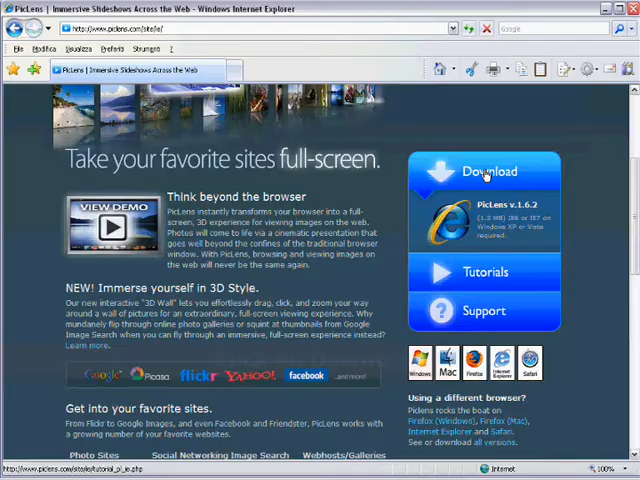 PicLens | Immersive Slideshows Across the Web - Windows Internet Explorer
http://www.piclens.com/site/ie/
Google
File Modifica Visualizza Preferiti Strumenti ?
PicLens | Immersive Slideshows Across the Web
Take your favorite sites full-screen.
Download
VIEW DEMO
Think beyond the browser
PicLens instantly transforms your browser into a full-
screen, 3D experience for viewing images on the web.
Photos will come to life via a cinematic presentation that
goes well beyond the confines of the traditional browser
window. With PicLens, browsing and viewing images on
the web will never be the same again.
PicLens v.1.6.2
(1.2 MB) IE6 or IE7 on
Windows XP or Vista
required.
Tutorials
NEW! Immerse yourself in 3D Style.
Our new interactive "3D Wall" lets you effortlessly drag, click, and zoom your way
around a wall of pictures for an extraordinary, full-screen viewing experience. Why
mundanely flip through online photo galleries or squint at thumbnails from Google
Image Search when you can fly through an immersive, full-screen experience instead?
Learn more.
Support
Google Picasa flickr YAHOO! facebook ...and more!
Windows Mac Firefox Internet Explorer Safari
Using a different browser?
PicLens rocks the boat on
Firefox (Windows), Firefox (Mac),
Internet Explorer and Safari.
See or download all versions.
Get into your favorite sites.
From Flickr to Google Images, and even Facebook and Friendster, PicLens works with
a growing number of your favorite websites.
Photo Sites Social Networking Image Search Webhosts/Galleries
http://www.piclens.com/site/ie/tutorial_pl_ie.php
Internet
100%